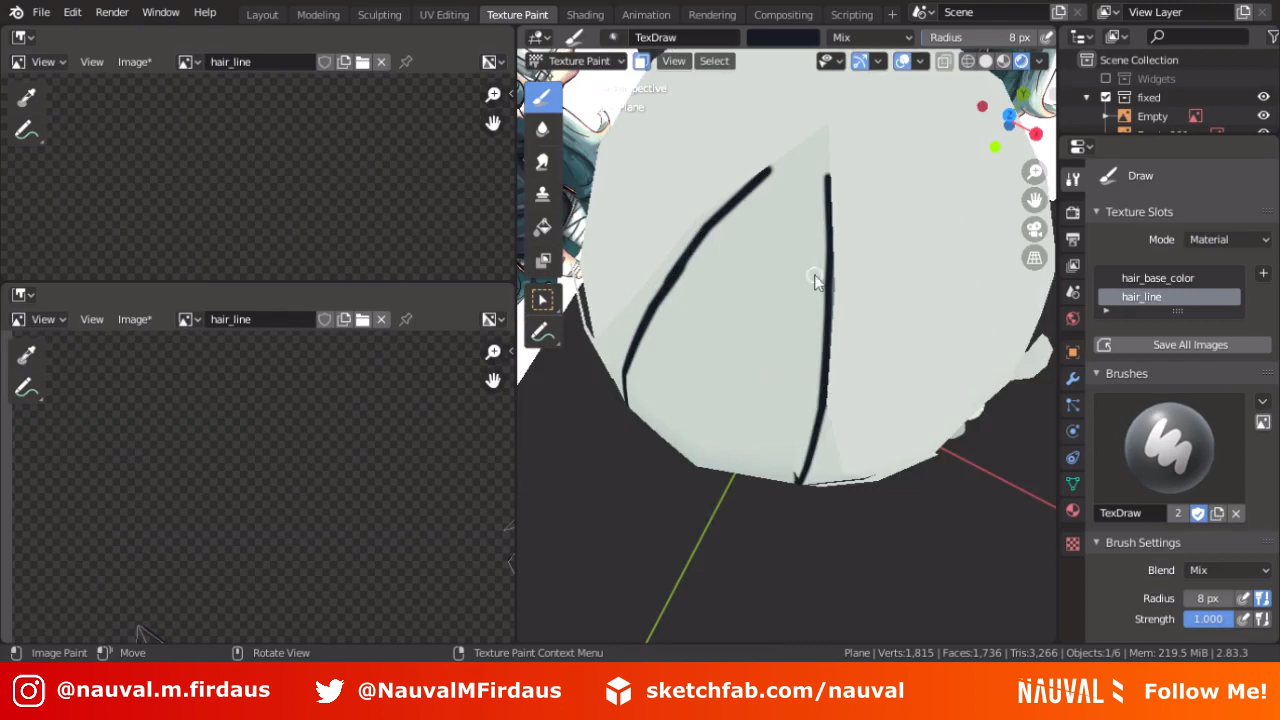 File Edit Render Window Help Layout Modeling Sculpting UV Editing Texture Paint Shading Animation Rendering Compositing Scripting + Scene View Layer
TexDraw Mix Radius 8 px
View View Image* hair_line Texture Paint View Select
Scene Collection
Widgets
fixed
Empty
Draw
Texture Slots
Mode Material
hair_base_color
hair_line
Save All Images
View View Image* hair_line
Brushes
TexDraw 2
Brush Settings
Blend Mix
Radius 8 px
Strength 1.000
Image Paint Move Rotate View Texture Paint Context Menu Plane | Verts:1,815 | Faces:1,736 | Tris:3,266 | Objects:1/6 | Mem: 219.5 MiB | 2.83.3
@nauval.m.firdaus @NauvalMFirdaus sketchfab.com/nauval NAUVAL Follow Me!